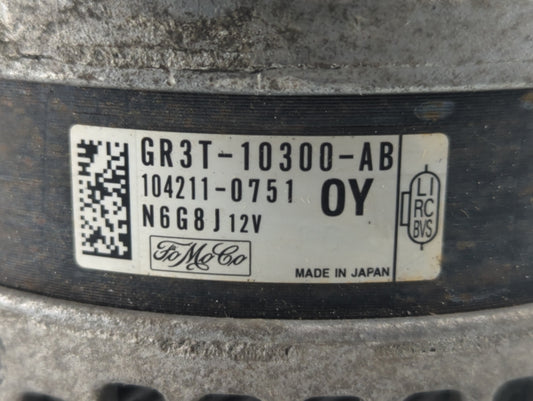 GR3T-10300-AB
104211-0751 OY
N6G8J 12V
FoMoCo
MADE IN JAPAN
LI
RC
BVS